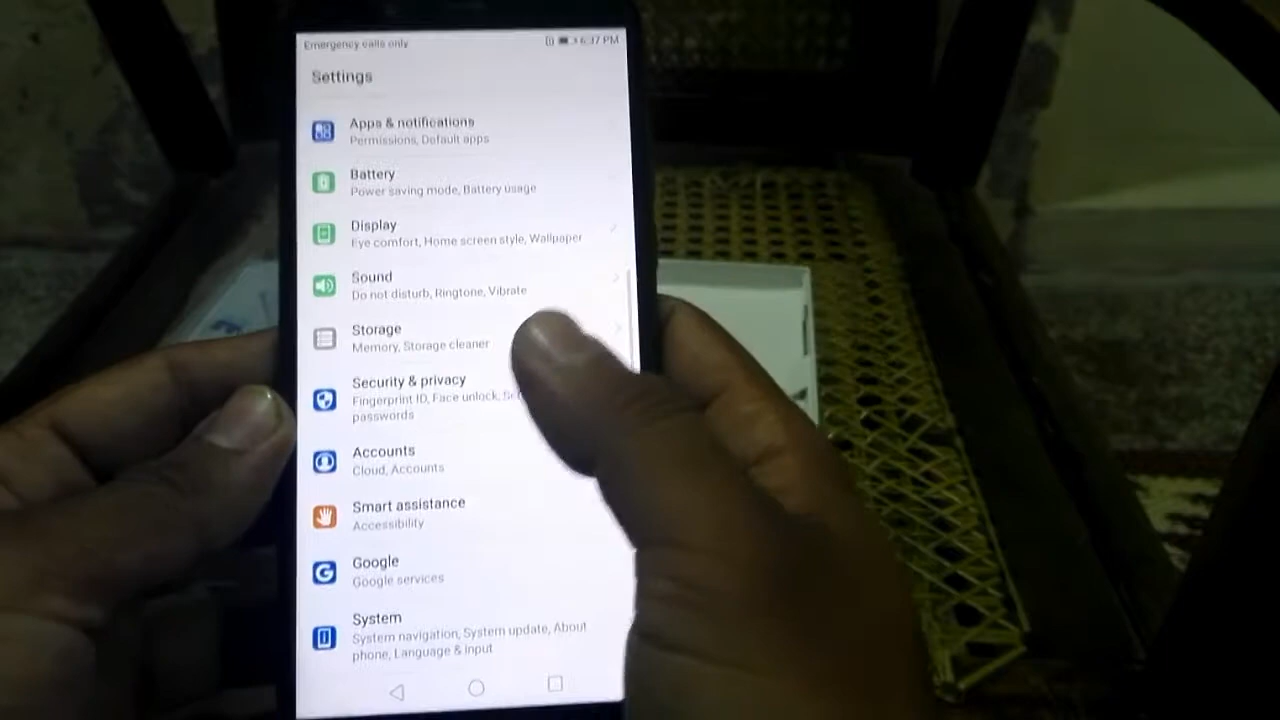 Emergency calls only 6:37 PM
Settings
Apps & notifications
Permissions, Default apps
Battery
Power saving mode, Battery usage
Display
Eye comfort, Home screen style, Wallpaper
Sound
Do not disturb, Ringtone, Vibrate
Storage
Memory, Storage cleaner
Security & privacy
Fingerprint ID, Face unlock,
passwords
Accounts
Cloud, Accounts
Smart assistance
Accessibility
Google
Google services
System
System navigation, System update, About
phone, Language & input